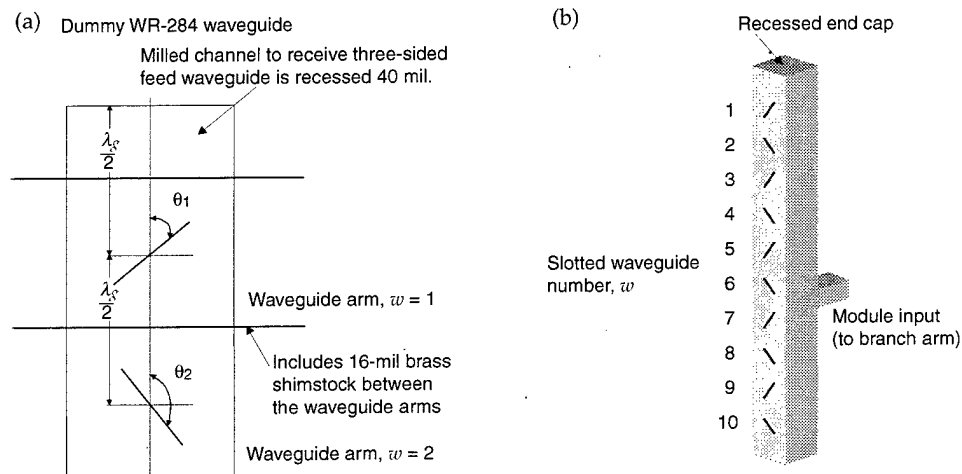 (a) Dummy WR-284 waveguide
Milled channel to receive three-sided
feed waveguide is recessed 40 mil.
λg
2
θ1
λg
2
Waveguide arm, w = 1
Includes 16-mil brass
shimstock between
the waveguide arms
θ2
Waveguide arm, w = 2
(b)
Recessed end cap
1
2
3
4
5
6
7
8
9
10
Slotted waveguide
number, w
Module input
(to branch arm)